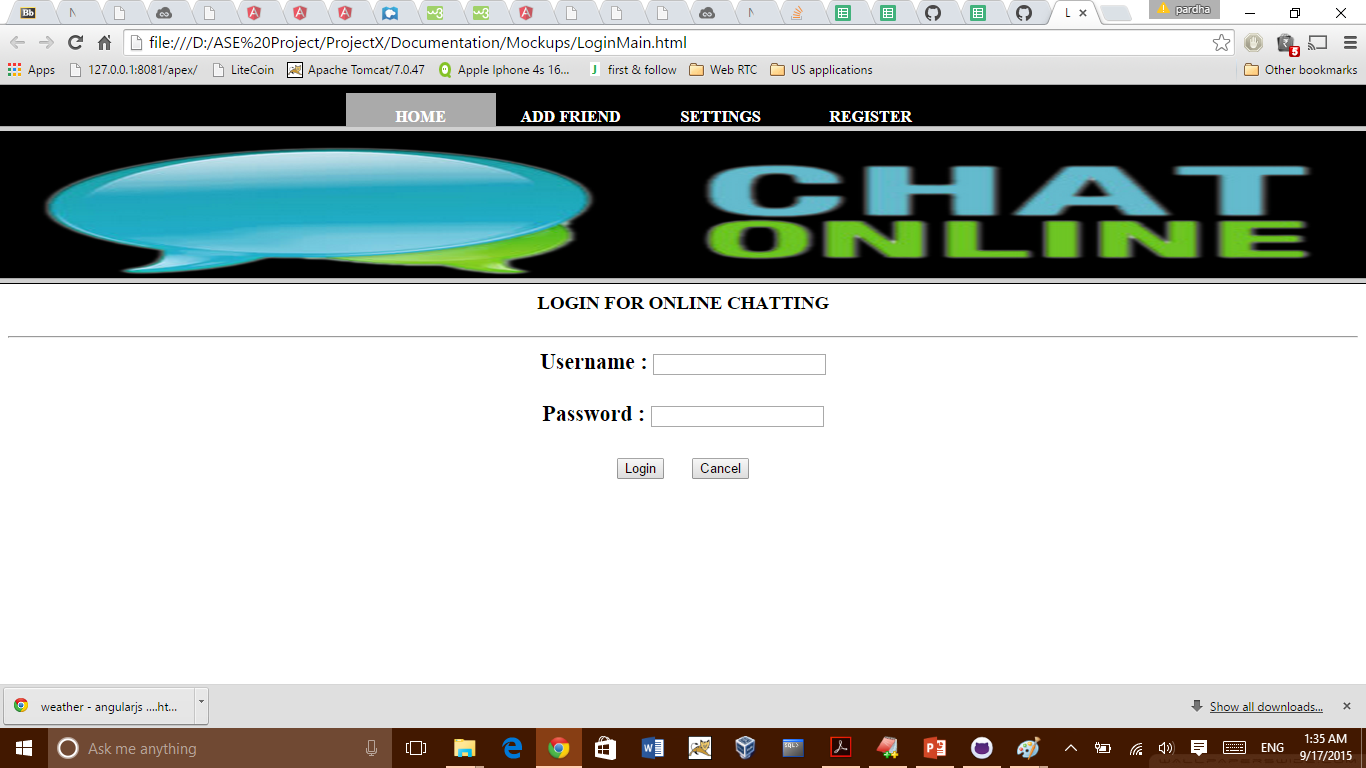 Bb N N L pardha
file:///D:/ASE%20Project/ProjectX/Documentation/Mockups/LoginMain.html 5
Apps 127.0.0.1:8081/apex/ LiteCoin Apache Tomcat/7.0.47 Apple Iphone 4s 16... first & follow Web RTC US applications Other bookmarks
HOME ADD FRIEND SETTINGS REGISTER
CHAT
ONLINE
LOGIN FOR ONLINE CHATTING
Username :
Password :
Login Cancel
weather - angularjs ....ht... Show all downloads...
Ask me anything ENG 1:35 AM
9/17/2015